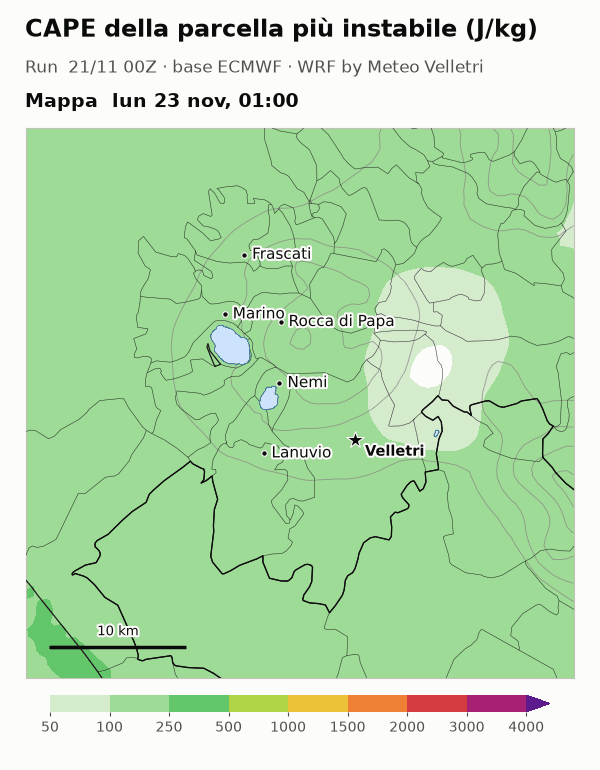 CAPE della parcella più instabile (J/kg)
Run  21/11 00Z · base ECMWF · WRF by Meteo Velletri
Mappa  lun 23 nov, 01:00
Frascati
Marino
Rocca di Papa
Nemi
Velletri
Lanuvio
10 km
50 100 250 500 1000 1500 2000 3000 4000